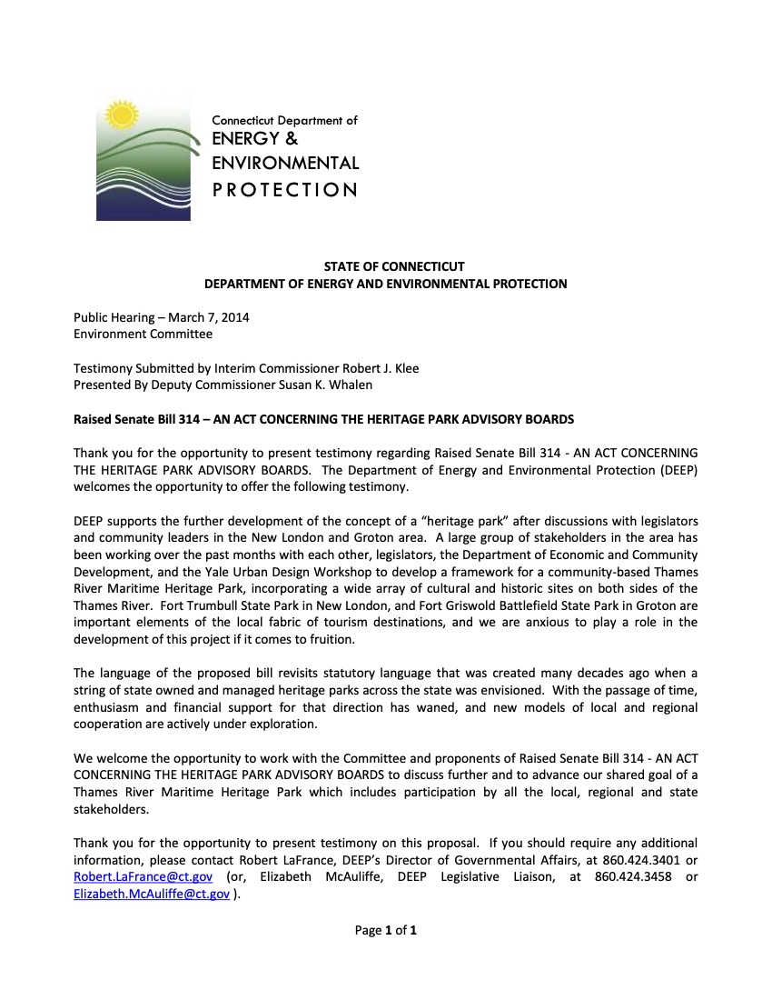 Connecticut Department of
ENERGY &
ENVIRONMENTAL
PROTECTION
STATE OF CONNECTICUT
DEPARTMENT OF ENERGY AND ENVIRONMENTAL PROTECTION
Public Hearing – March 7, 2014
Environment Committee
Testimony Submitted by Interim Commissioner Robert J. Klee
Presented By Deputy Commissioner Susan K. Whalen
Raised Senate Bill 314 – AN ACT CONCERNING THE HERITAGE PARK ADVISORY BOARDS
Thank you for the opportunity to present testimony regarding Raised Senate Bill 314 - AN ACT CONCERNING
THE HERITAGE PARK ADVISORY BOARDS. The Department of Energy and Environmental Protection (DEEP)
welcomes the opportunity to offer the following testimony.
DEEP supports the further development of the concept of a “heritage park” after discussions with legislators
and community leaders in the New London and Groton area. A large group of stakeholders in the area has
been working over the past months with each other, legislators, the Department of Economic and Community
Development, and the Yale Urban Design Workshop to develop a framework for a community-based Thames
River Maritime Heritage Park, incorporating a wide array of cultural and historic sites on both sides of the
Thames River. Fort Trumbull State Park in New London, and Fort Griswold Battlefield State Park in Groton are
important elements of the local fabric of tourism destinations, and we are anxious to play a role in the
development of this project if it comes to fruition.
The language of the proposed bill revisits statutory language that was created many decades ago when a
string of state owned and managed heritage parks across the state was envisioned. With the passage of time,
enthusiasm and financial support for that direction has waned, and new models of local and regional
cooperation are actively under exploration.
We welcome the opportunity to work with the Committee and proponents of Raised Senate Bill 314 - AN ACT
CONCERNING THE HERITAGE PARK ADVISORY BOARDS to discuss further and to advance our shared goal of a
Thames River Maritime Heritage Park which includes participation by all the local, regional and state
stakeholders.
Thank you for the opportunity to present testimony on this proposal. If you should require any additional
information, please contact Robert LaFrance, DEEP’s Director of Governmental Affairs, at 860.424.3401 or
Robert.LaFrance@ct.gov (or, Elizabeth McAuliffe, DEEP Legislative Liaison, at 860.424.3458 or
Elizabeth.McAuliffe@ct.gov ).
Page 1 of 1